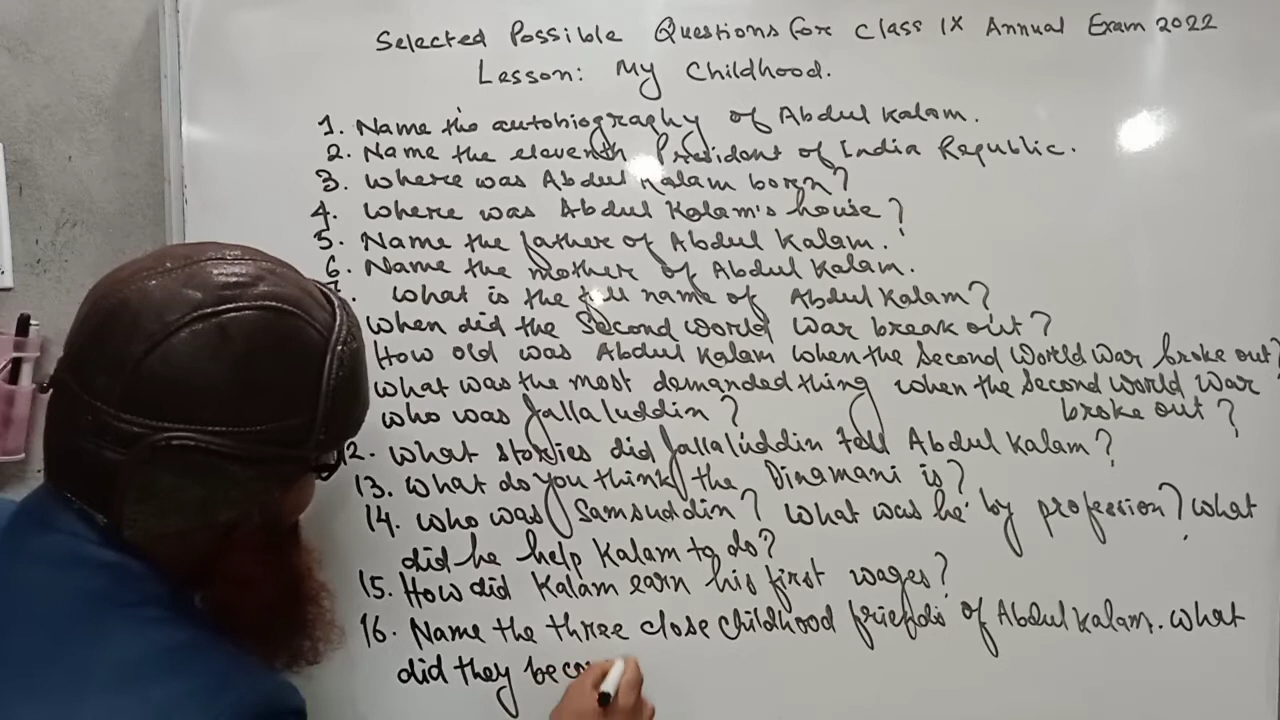 Selected Possible Questions for Class IX Annual Exam 2022
Lesson: My Childhood.
1. Name the autobiography of Abdul Kalam.
2. Name the eleventh President of India Republic.
3. Where was Abdul Kalam born?
4. Where was Abdul Kalam's house?
5. Name the father of Abdul Kalam.
6. Name the mother of Abdul Kalam.
7. What is the full name of Abdul Kalam?
When did the Second World War break out?
How old was Abdul Kalam when the Second World War broke out?
What was the most demanded thing when the Second World War
broke out?
Who was Jallaluddin?
2. What stories did Jallaluddin tell Abdul Kalam?
13. What do you think the Dinamani is?
14. Who was Samsuddin? What was he by profession? What
did he help Kalam to do?
15. How did Kalam earn his first wages?
16. Name the three close childhood friends of Abdul Kalam. What
did they beco